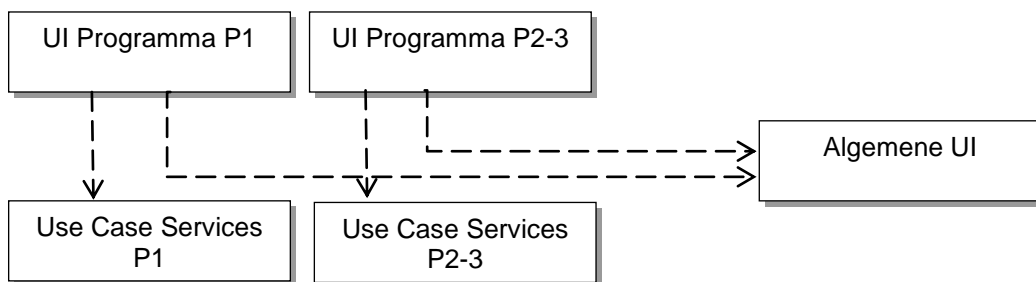 UI Programma P1
UI Programma P2-3
Algemene UI
Use Case Services
P1
Use Case Services
P2-3